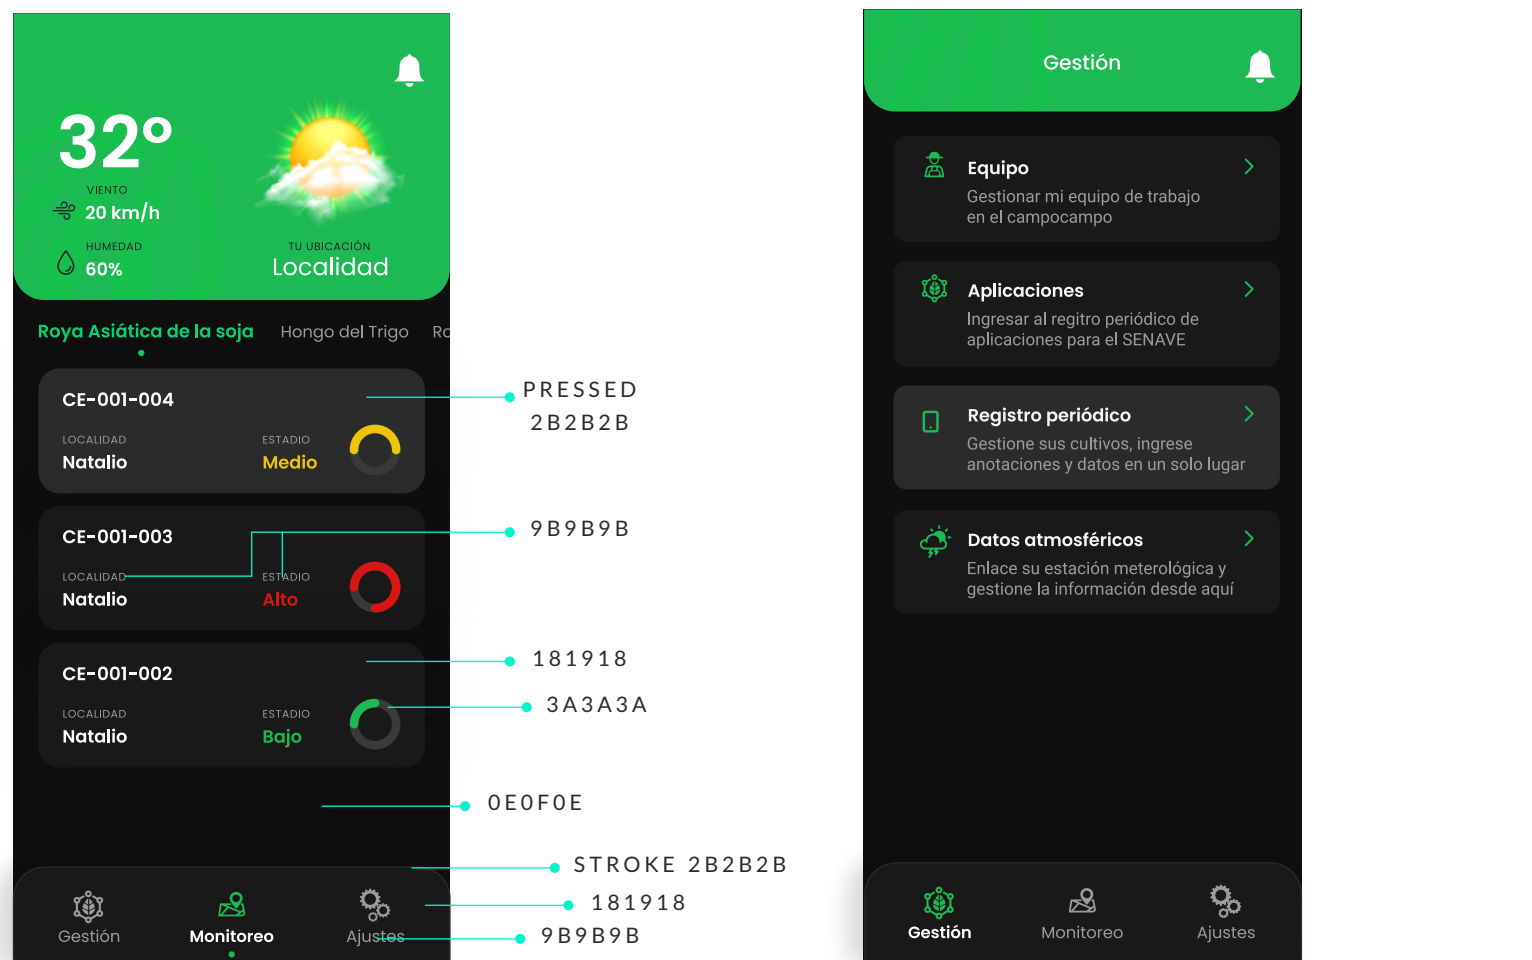 32°
VIENTO
20 km/h
HUMEDAD
60%
TU UBICACIÓN
Localidad
Roya Asiática de la soja Hongo del Trigo Ro
CE-001-004
LOCALIDAD ESTADIO
Natalio Medio
CE-001-003
LOCALIDAD ESTADIO
Natalio Alto
CE-001-002
LOCALIDAD ESTADIO
Natalio Bajo
Gestión Monitoreo Ajustes
PRESSED
2B2B2B
9B9B9B
181918
3A3A3A
0E0F0E
STROKE 2B2B2B
181918
9B9B9B
Gestión
Equipo
Gestionar mi equipo de trabajo
en el campocampo
Aplicaciones
Ingresar al regitro periódico de
aplicaciones para el SENAVE
Registro periódico
Gestione sus cultivos, ingrese
anotaciones y datos en un solo lugar
Datos atmosféricos
Enlace su estación meterológica y
gestione la información desde aquí
Gestión Monitoreo Ajustes